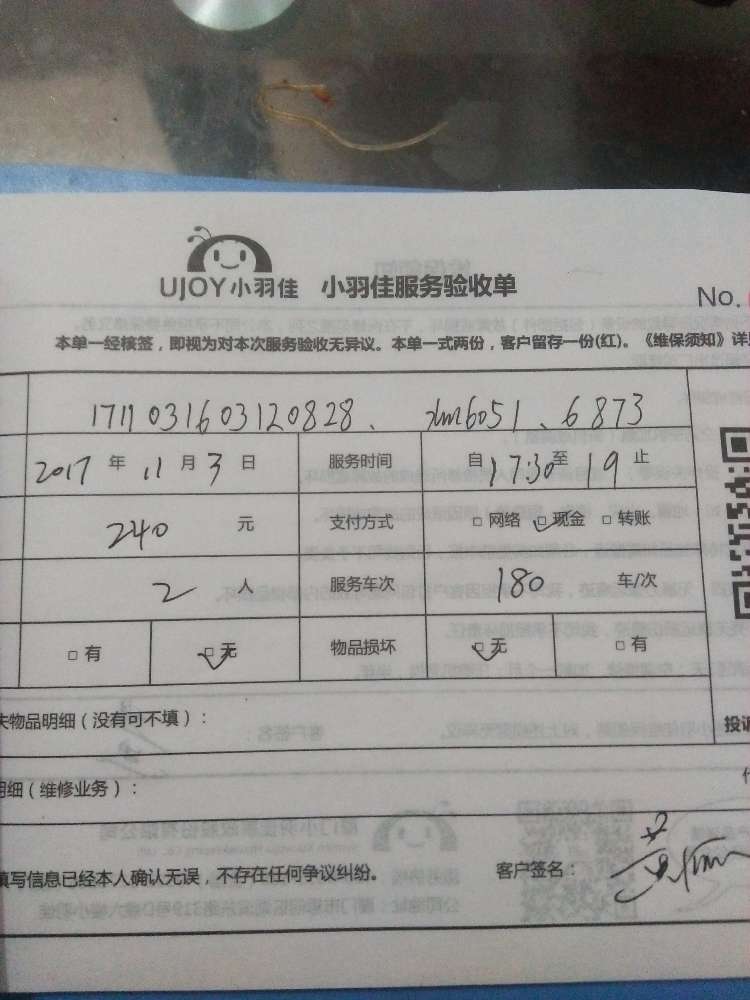 UJOY小羽佳 小羽佳服务验收单
No.
本单一经核签，即视为对本次服务验收无异议。本单一式两份，客户留存一份(红)。《维保须知》详
1711031603120828、 xm6051、6873
2017 年 11 月 3 日 服务时间 自 17:30 至 19 止
240 元 支付方式 □ 网络 □ 现金 □ 转账
2 人 服务车次 180 车/次
□ 有 □ 无 物品损坏 □ 无 □ 有
失物品明细（没有可不填）：
投诉
明细（维修业务）：
填写信息已经本人确认无误，不存在任何争议纠纷。 客户签名：